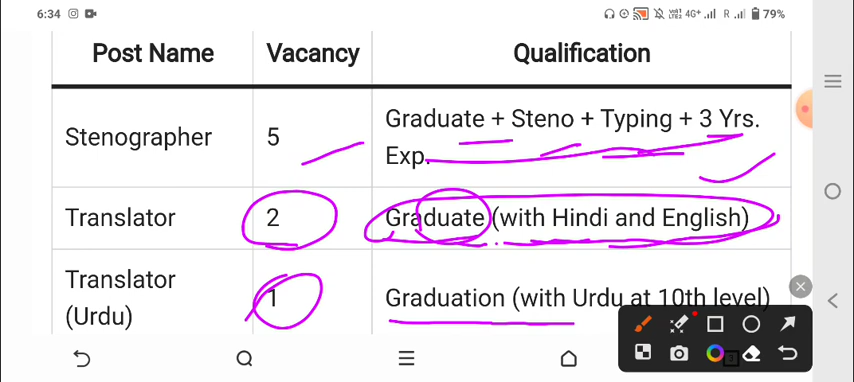 6:34
4G+ R 79%
Post Name Vacancy Qualification
Stenographer 5 Graduate + Steno + Typing + 3 Yrs.
Exp.
Translator 2 Graduate (with Hindi and English)
Translator
(Urdu) 1 Graduation (with Urdu at 10th level)
3